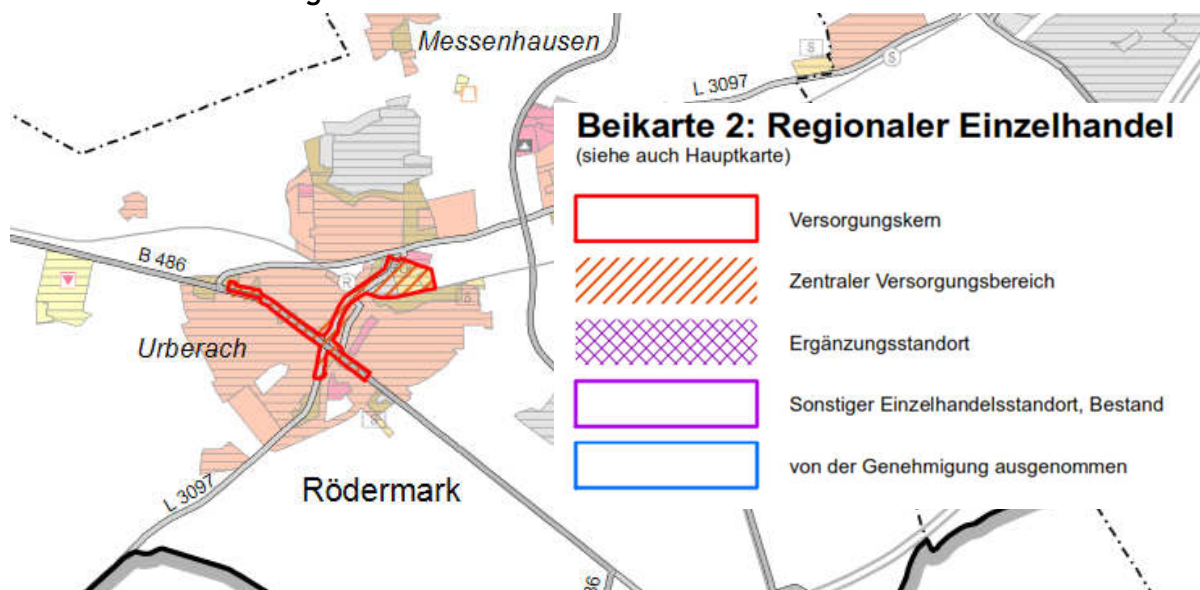 Messenhausen
S
S
L 3097
Beikarte 2: Regionaler Einzelhandel
(siehe auch Hauptkarte)
Versorgungskern
B 486
Zentraler Versorgungsbereich
R
Urberach
Ergänzungsstandort
Sonstiger Einzelhandelsstandort, Bestand
von der Genehmigung ausgenommen
L 3097
Rödermark